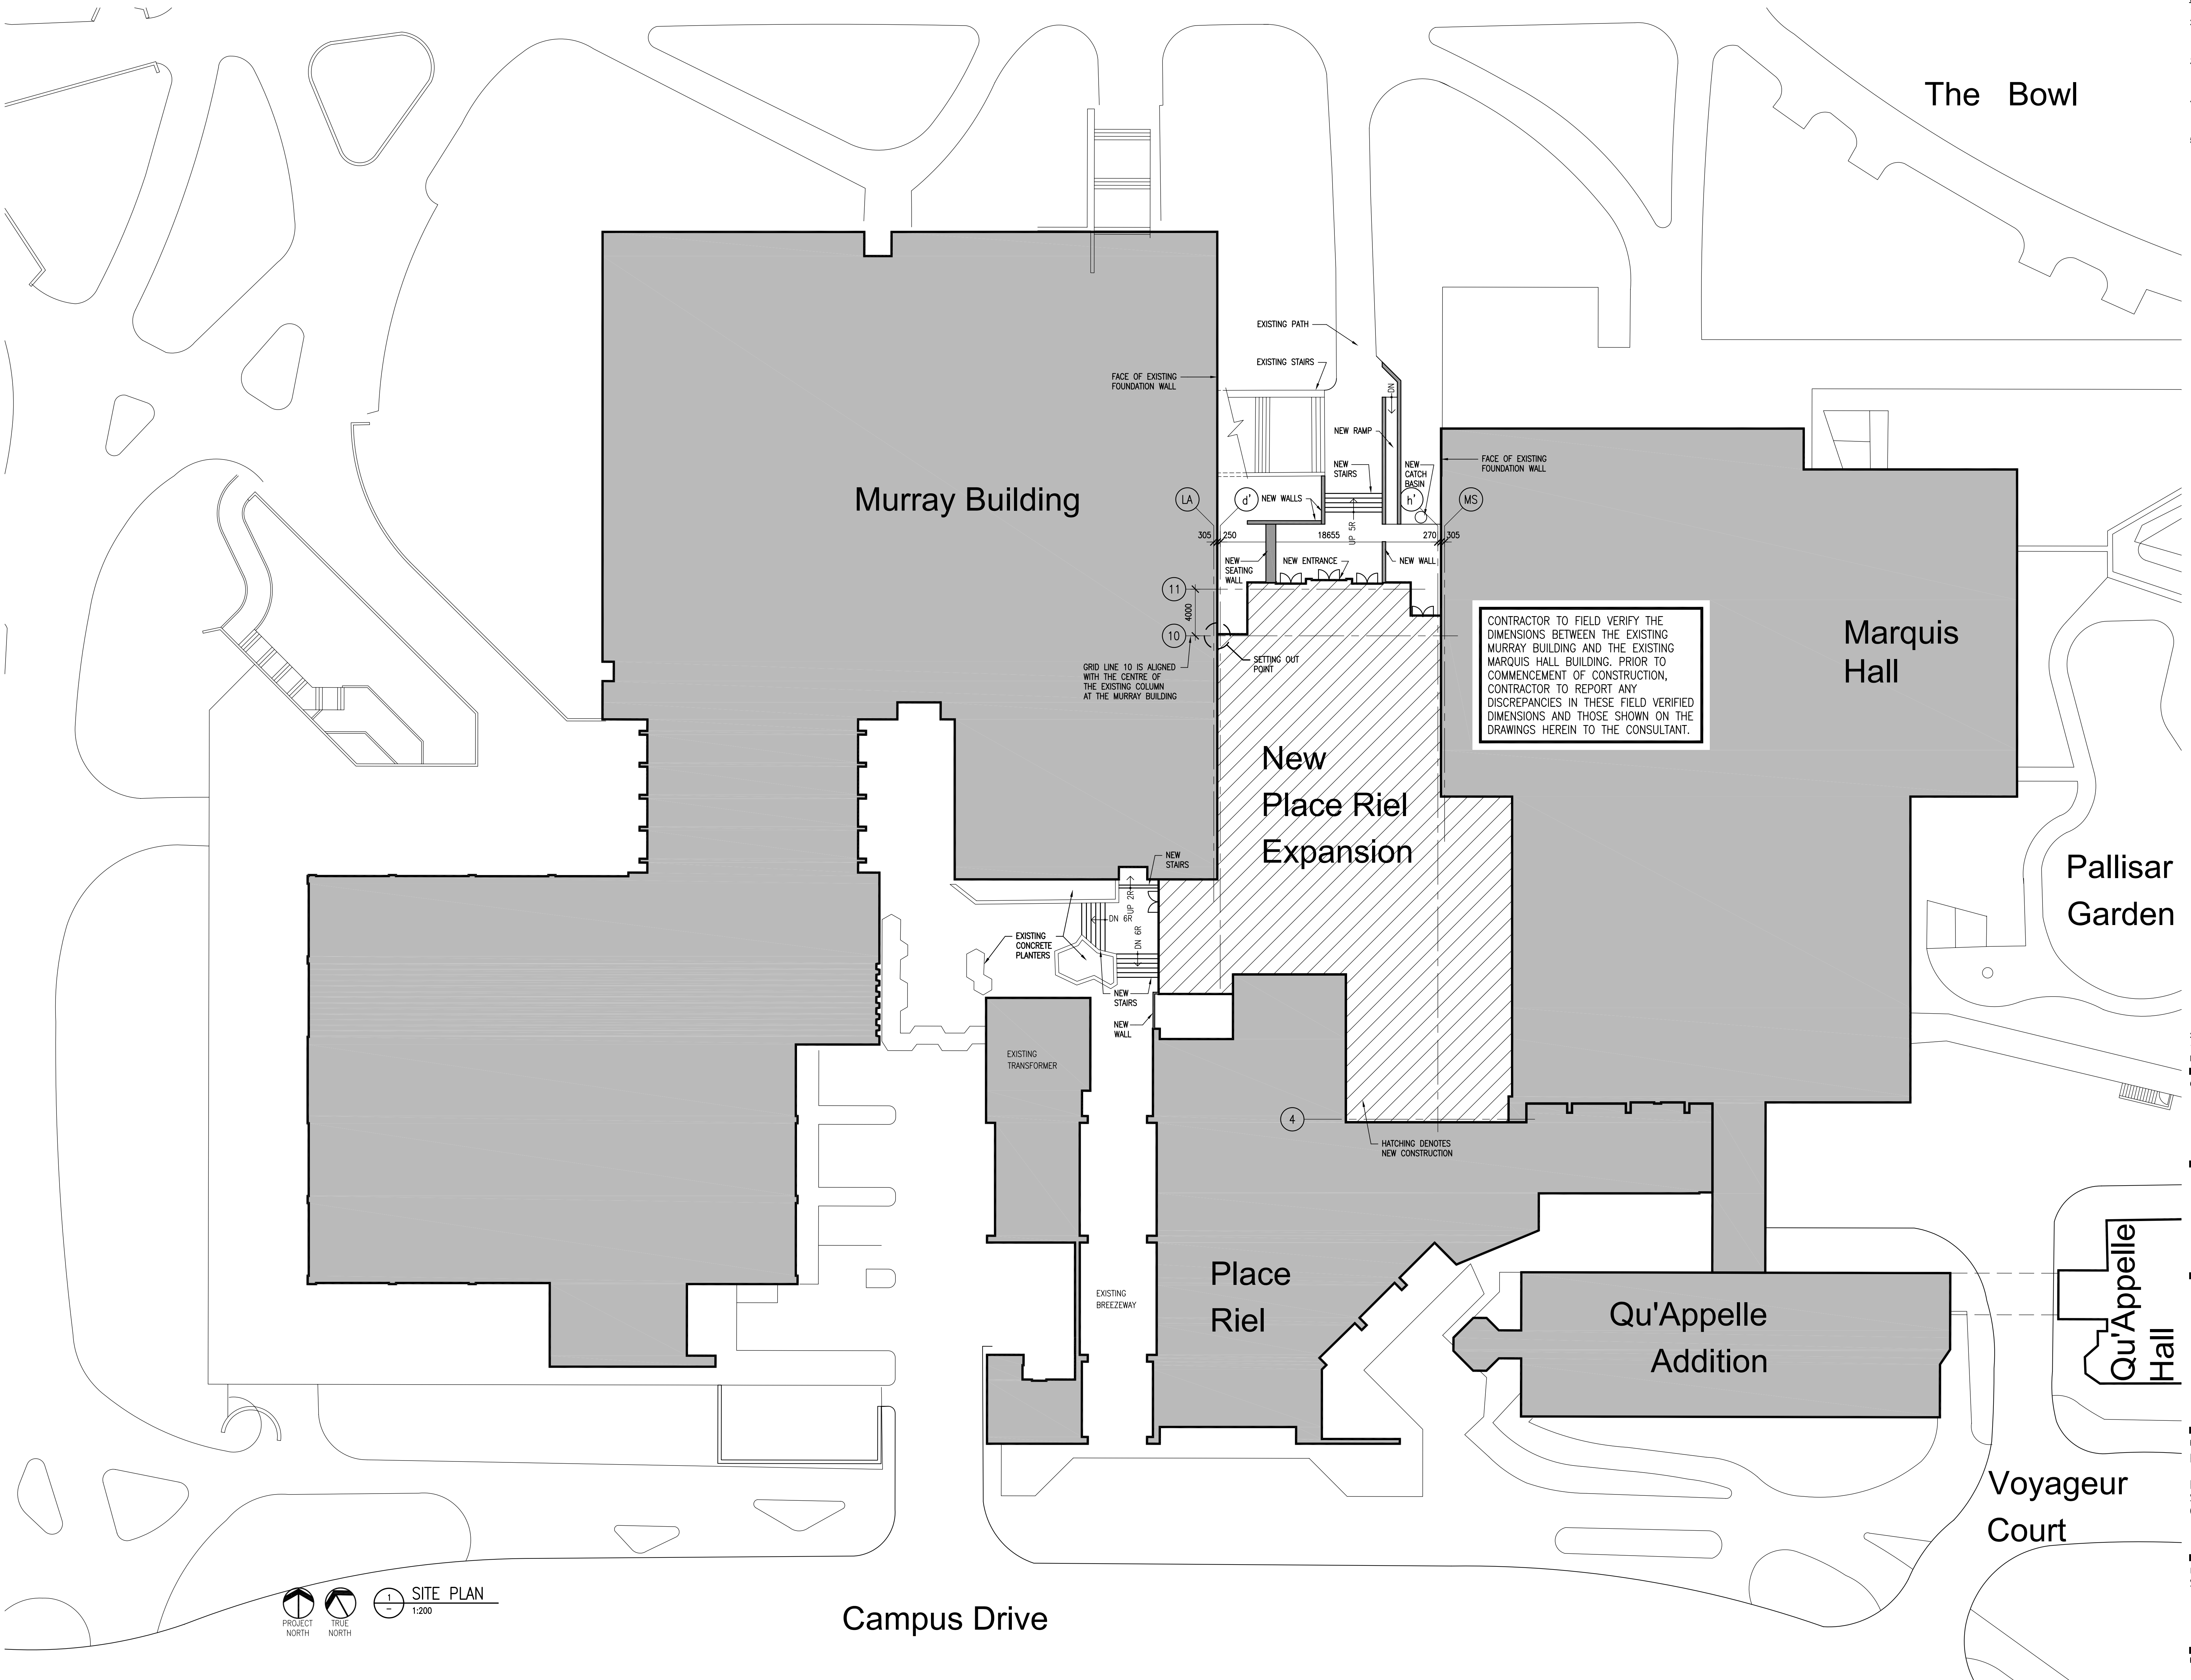 The Bowl
EXISTING PATH
EXISTING STAIRS
FACE OF EXISTING
FOUNDATION WALL
DN
NEW RAMP
NEW
STAIRS
NEW
CATCH
BASIN
FACE OF EXISTING
FOUNDATION WALL
Murray Building
LA
d'
NEW WALLS
h'
MS
305
250
18655
UP 5R
270
305
NEW
SEATING
WALL
NEW ENTRANCE
NEW WALL
11
4000
10
SETTING OUT
POINT
GRID LINE 10 IS ALIGNED
WITH THE CENTRE OF
THE EXISTING COLUMN
AT THE MURRAY BUILDING
CONTRACTOR TO FIELD VERIFY THE
DIMENSIONS BETWEEN THE EXISTING
MURRAY BUILDING AND THE EXISTING
MARQUIS HALL BUILDING. PRIOR TO
COMMENCEMENT OF CONSTRUCTION,
CONTRACTOR TO REPORT ANY
DISCREPANCIES IN THESE FIELD VERIFIED
DIMENSIONS AND THOSE SHOWN ON THE
DRAWINGS HEREIN TO THE CONSULTANT.
Marquis
Hall
New
Place Riel
Expansion
Pallisar
Garden
NEW
STAIRS
UP 2R
DN 6R
DN 6R
EXISTING
CONCRETE
PLANTERS
NEW
STAIRS
NEW
WALL
EXISTING
TRANSFORMER
4
HATCHING DENOTES
NEW CONSTRUCTION
EXISTING
BREEZEWAY
Place
Riel
Qu'Appelle
Addition
Qu'Appelle
Hall
Voyageur
Court
PROJECT
NORTH
TRUE
NORTH
1
SITE PLAN
1:200
Campus Drive